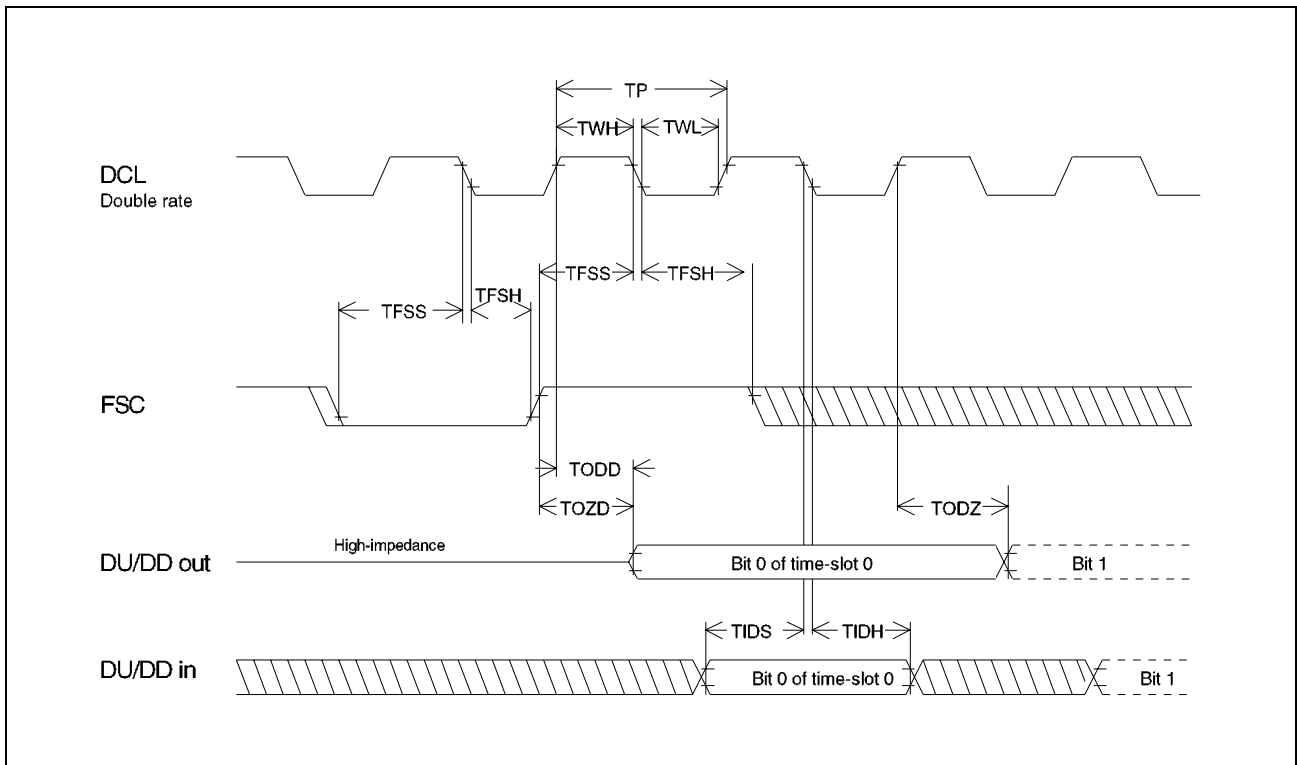 TP
TWH
TWL
DCL
Double rate
TFSS
TFSH
TFSS
TFSH
FSC
TODD
TOZD
TODZ
High-impedance
DU/DD out
Bit 0 of time-slot 0
Bit 1
TIDS
TIDH
DU/DD in
Bit 0 of time-slot 0
Bit 1